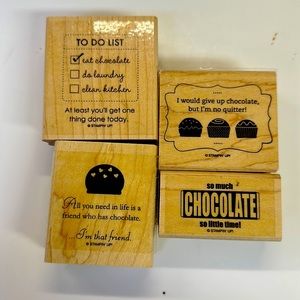 TO DO LIST
eat chocolate
do laundry
clean kitchen
At least you'll get one
thing done today.
© STAMPIN' UP!
I would give up chocolate,
but I'm no quitter!
© STAMPIN' UP!
All you need in life is a
friend who has chocolate.
...I'm that friend.
© STAMPIN' UP!
so much
CHOCOLATE
so little time!
© STAMPIN' UP!